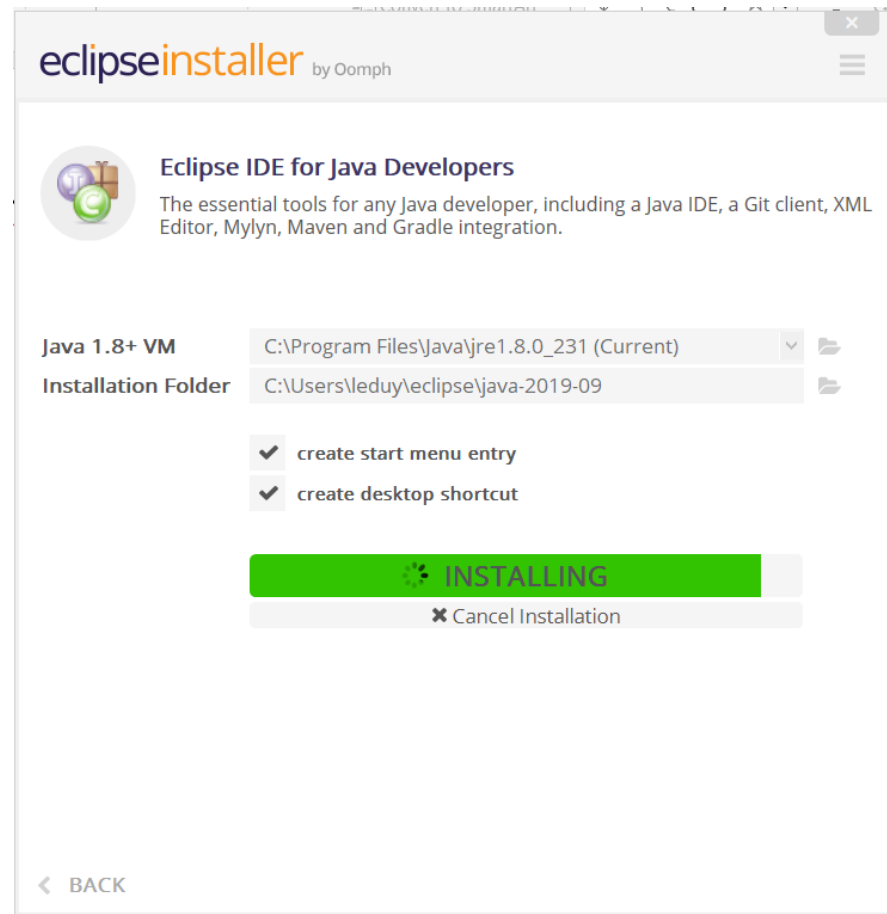 eclipseinstaller by Oomph
Eclipse IDE for Java Developers
The essential tools for any Java developer, including a Java IDE, a Git client, XML
Editor, Mylyn, Maven and Gradle integration.
Java 1.8+ VM C:\Program Files\Java\jre1.8.0_231 (Current)
Installation Folder C:\Users\leduy\eclipse\java-2019-09
create start menu entry
create desktop shortcut
INSTALLING
Cancel Installation
BACK